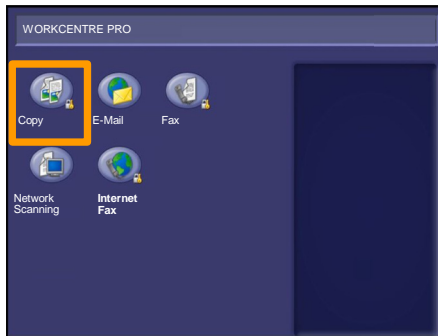 WORKCENTRE PRO
Copy
E-Mail
Fax
Network
Scanning
Internet
Fax